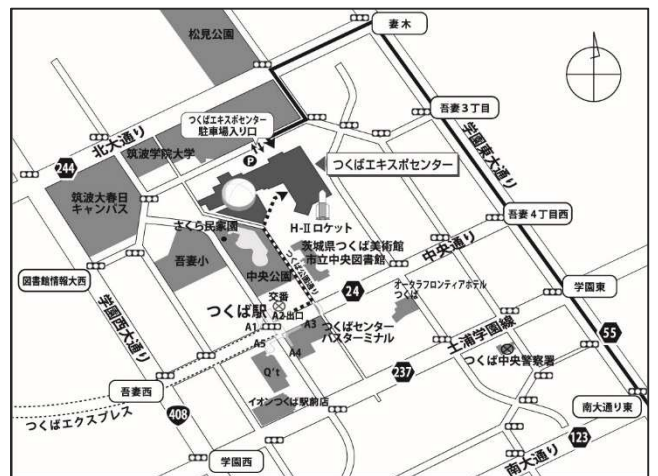 松見公園
妻木
つくばエキスポセンター
駐車場入り口
吾妻3丁目
北大通り
筑波学院大学
P
学園東大通り
244
つくばエキスポセンター
筑波大春日
キャンパス
吾妻4丁目西
さくら民家園
H-Ⅱロケット
茨城県つくば美術館
市立中央図書館
中央通り
吾妻小
中央公園
つくば公園通り
図書館情報大西
24
オークラフロンティアホテル
つくば
学園東
交番
つくば駅
A2出口
学園西大通り
A1
A3
つくばセンター
バスターミナル
土浦学園線
55
A5
A4
つくば中央警察署
Q't
237
吾妻西
イオンつくば駅前店
南大通り東
つくばエクスプレス
408
123
学園西
南大通り